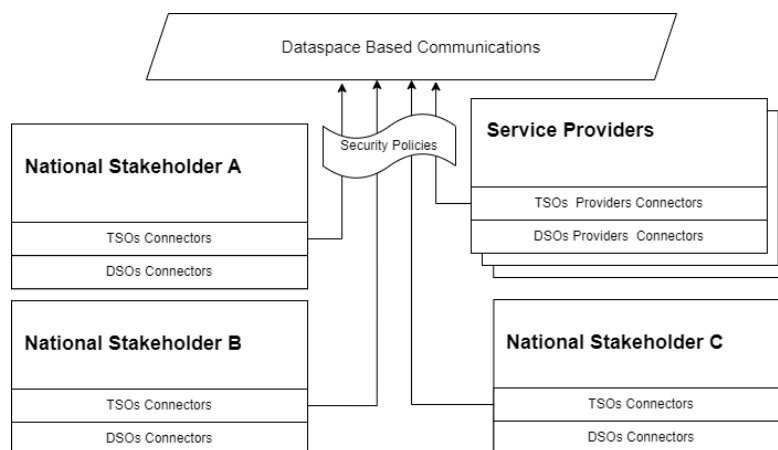 Dataspace Based Communications
Security Policies
National Stakeholder A
TSOs Connectors
DSOs Connectors
Service Providers
TSOs  Providers Connectors
DSOs Providers  Connectors
National Stakeholder B
TSOs Connectors
DSOs Connectors
National Stakeholder C
TSOs Connectors
DSOs Connectors